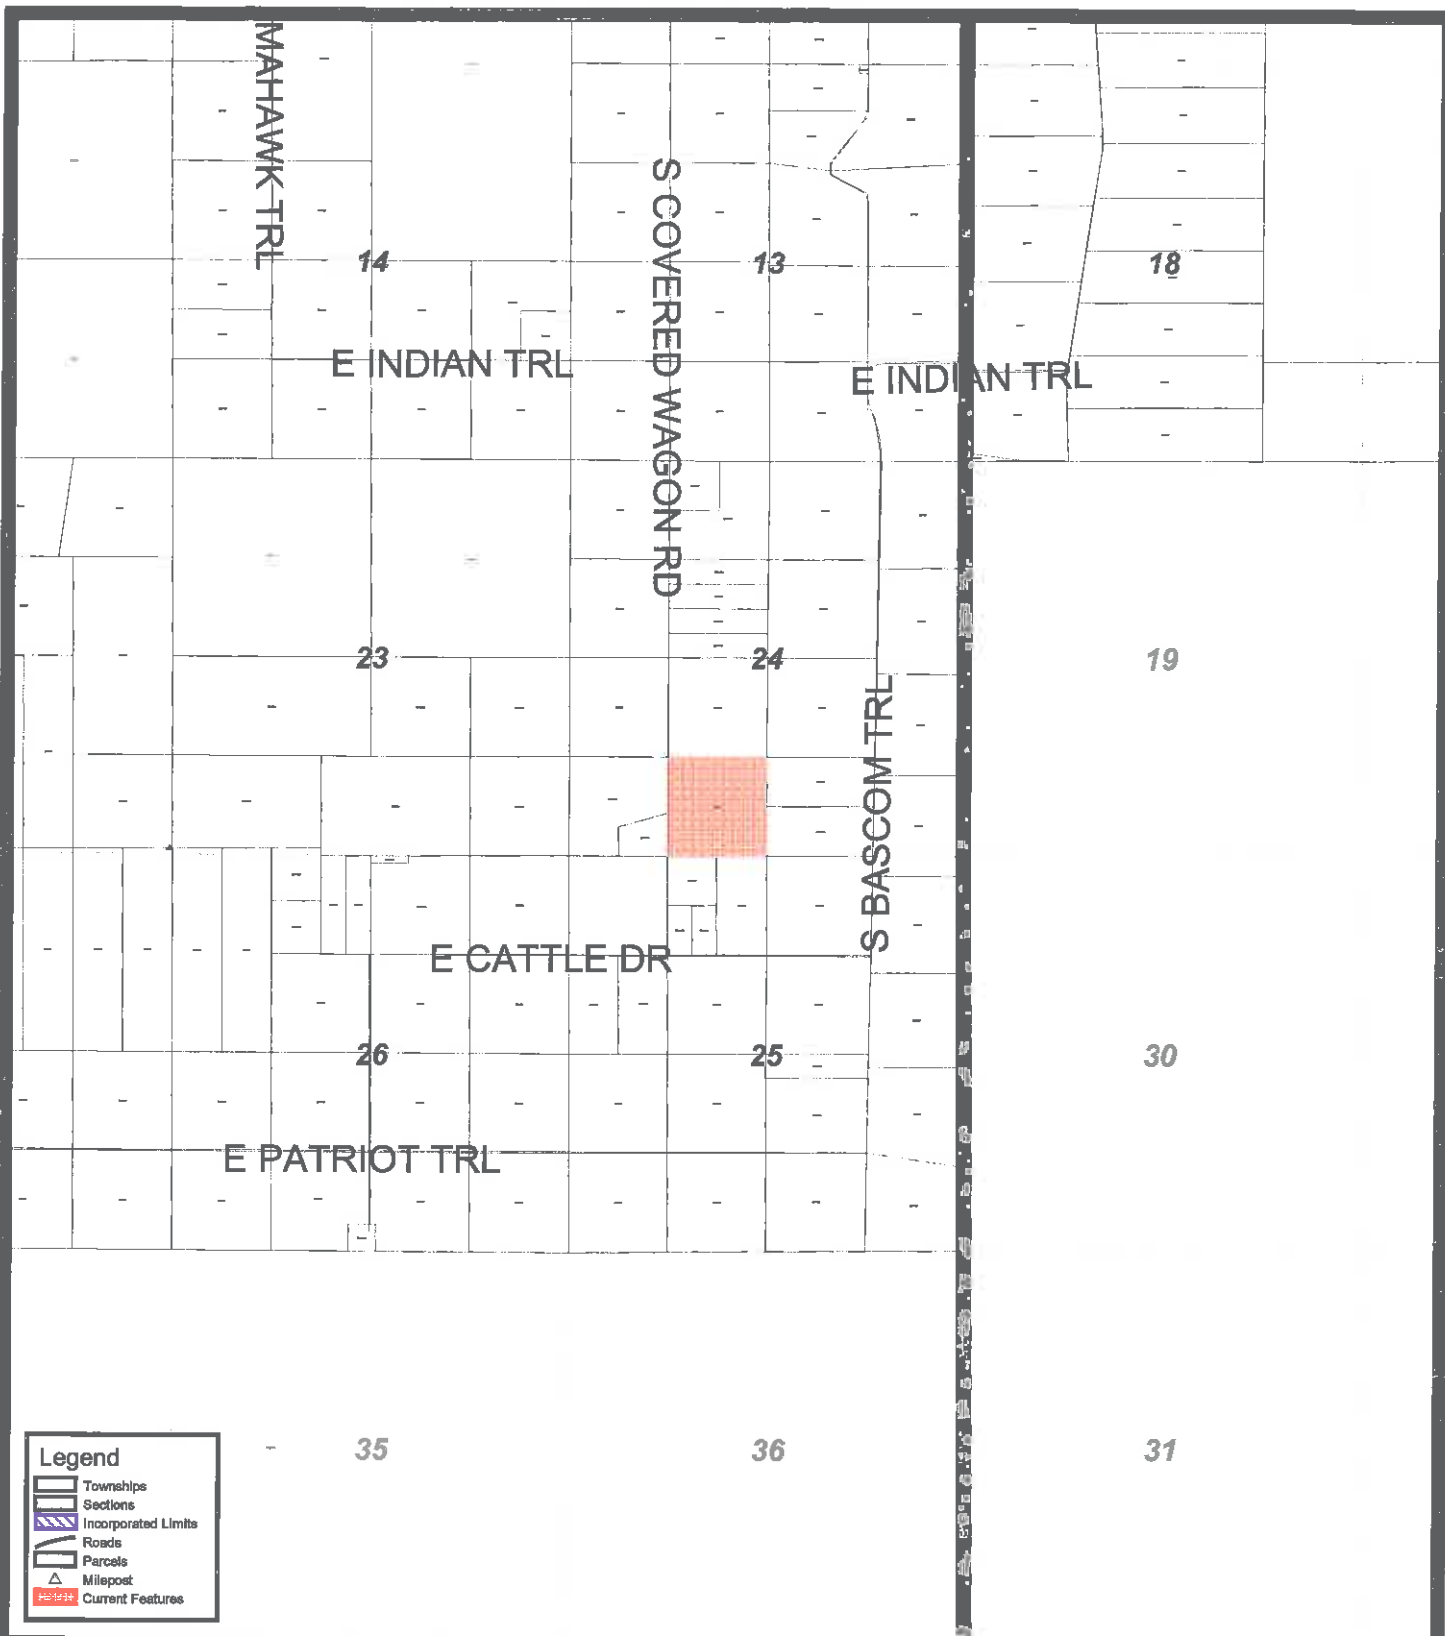 MAHAWK TRL
S COVERED WAGON RD
14
13
18
E INDIAN TRL
E INDIAN TRL
23
24
19
S BASCOM TRL
E CATTLE DR
26
25
30
E PATRIOT TRL
35
36
31
Legend
Townships
Sections
Incorporated Limits
Roads
Parcels
Milepost
Current Features